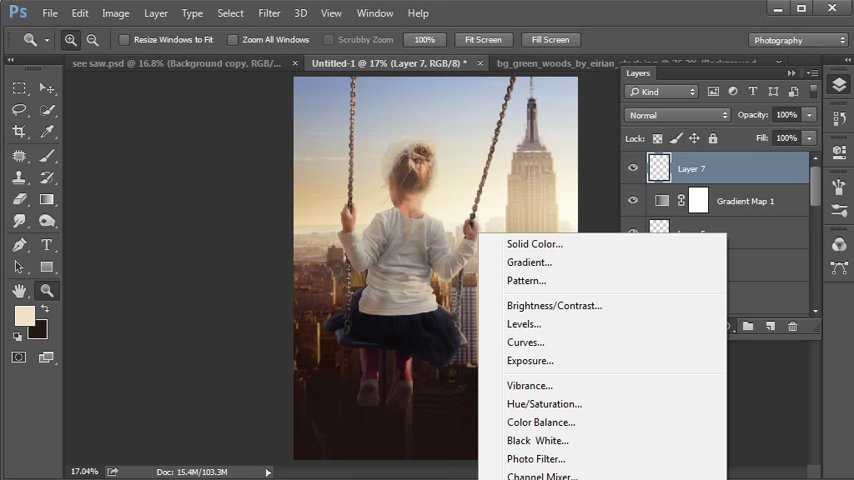 Ps File Edit Image Layer Type Select Filter 3D View Window Help
Resize Windows to Fit Zoom All Windows Scrubby Zoom 100% Fit Screen Fill Screen Photography
see saw.psd @ 16.8% (Background copy, RGB/... × Untitled-1 @ 17% (Layer 7, RGB/8) * ×
Layers
Kind
Normal Opacity: 100%
Lock: Fill: 100%
Layer 7
Gradient Map 1
Solid Color...
Gradient...
Pattern...
Brightness/Contrast...
Levels...
Curves...
Exposure...
Vibrance...
Hue/Saturation...
Color Balance...
Black White...
Photo Filter...
Channel Mixer...
17.04% Doc: 15.4M/103.3M